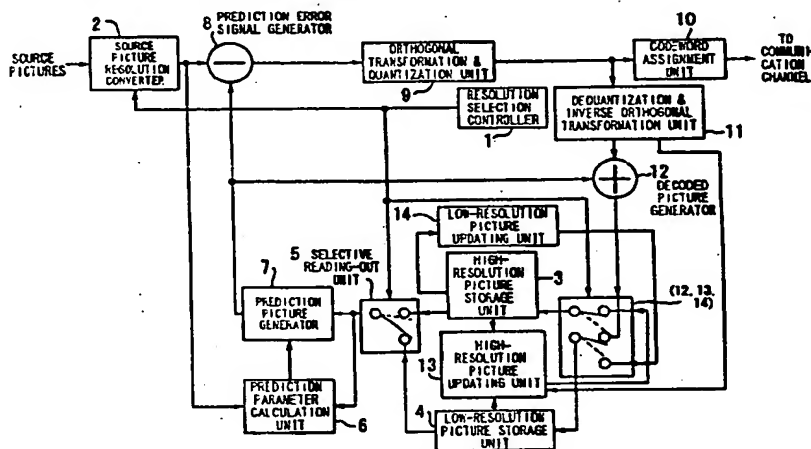 PREDICTION ERROR
SIGNAL GENERATOR
2
8
10
SOURCE
PICTURES
SOURCE
PICTURE
RESOLUTION
CONVERTER
ORTHOGONAL
TRANSFORMATION &
QUANTIZATION UNIT
9
CODEWORD
ASSIGNMENT
UNIT
TO
COMMUNI-
CATION
CHANNEL
RESOLUTION
SELECTION
CONTROLLER
1
DEQUANTIZATION &
INVERSE ORTHOGONAL
TRANSFORMATION UNIT
11
12
DECODED
PICTURE
GENERATOR
14
LOW-RESOLUTION
PICTURE
UPDATING UNIT
5
SELECTIVE
READING-OUT
UNIT
HIGH-
RESOLUTION
PICTURE
STORAGE
UNIT
3
(12, 13,
14)
7
PREDICTION
PICTURE
GENERATOR
HIGH-
RESOLUTION
PICTURE
UPDATING UNIT
13
PREDICTION
PARAMETER
CALCULATION
UNIT
6
4
LOW-RESOLUTION
PICTURE STORAGE
UNIT